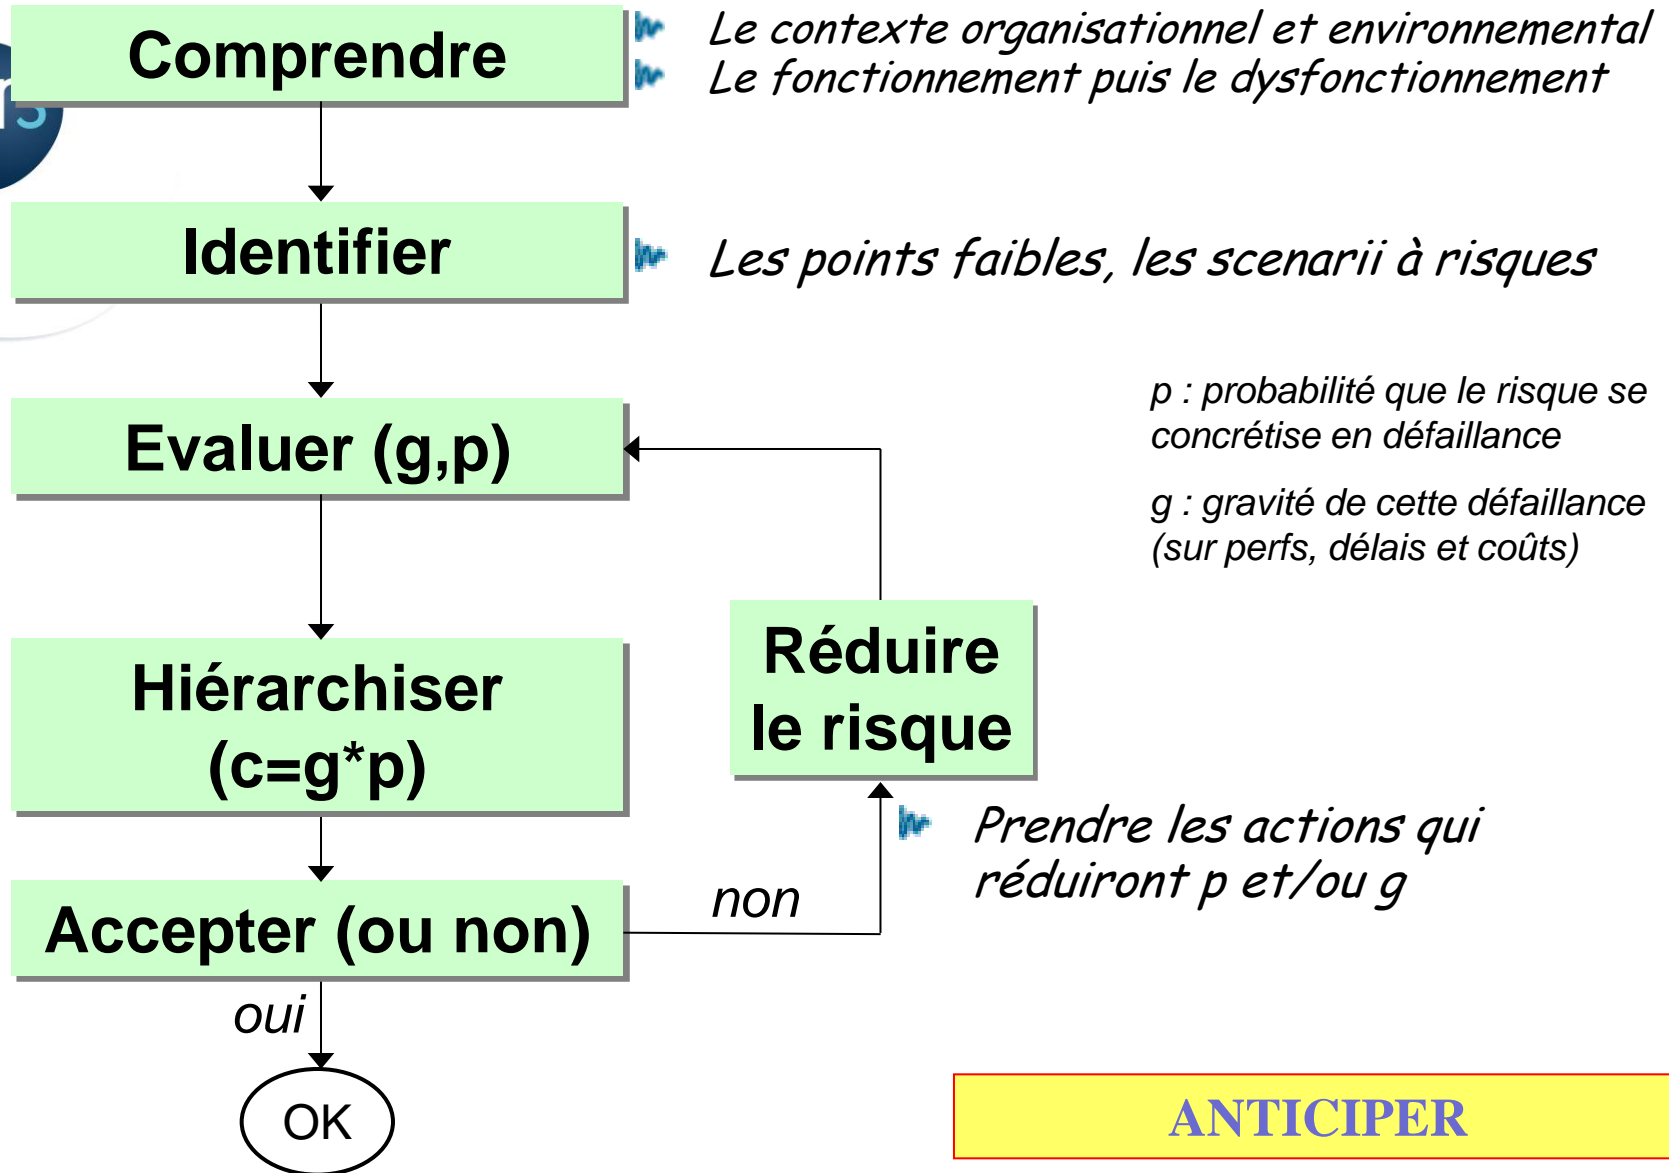 Comprendre
Le contexte organisationnel et environnemental
Le fonctionnement puis le dysfonctionnement
Identifier
Les points faibles, les scenarii à risques
p : probabilité que le risque se
concrétise en défaillance
Evaluer (g,p)
g : gravité de cette défaillance
(sur perfs, délais et coûts)
Hiérarchiser
(c=g*p)
Réduire
le risque
Prendre les actions qui
réduiront p et/ou g
Accepter (ou non)
non
oui
OK
ANTICIPER